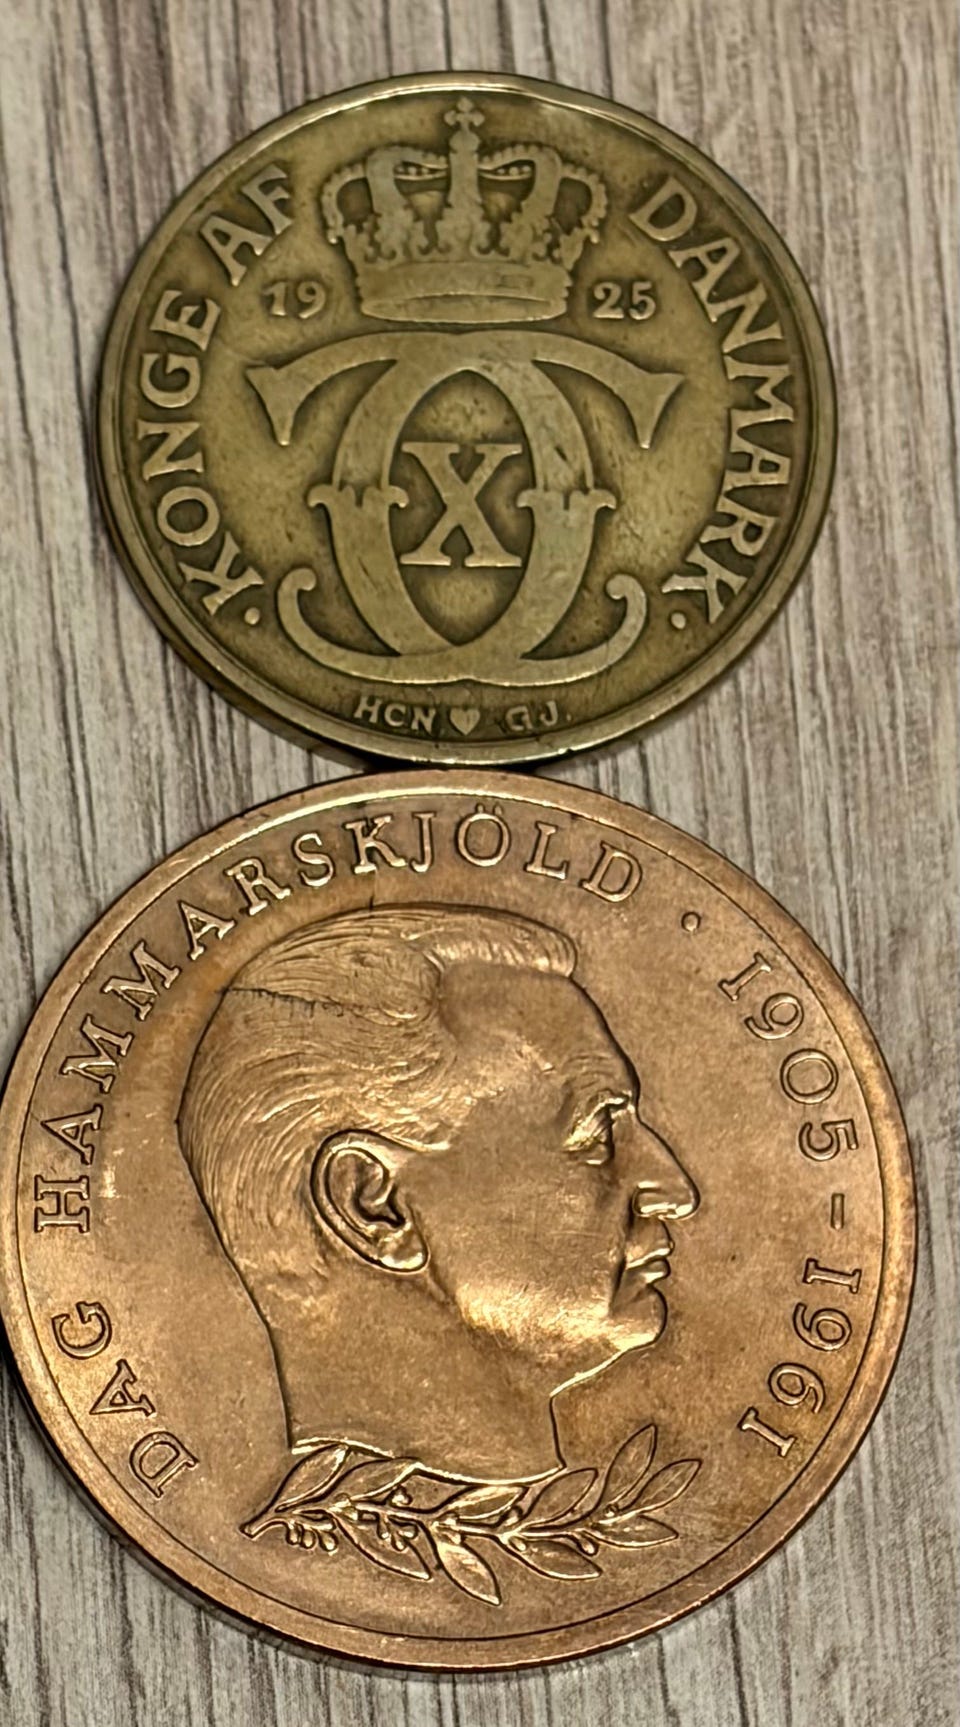 · KONGE AF DANMARK ·
19 25
X
HCN ♥ GJ.
DAG HAMMARSKJÖLD · 1905 – 1961